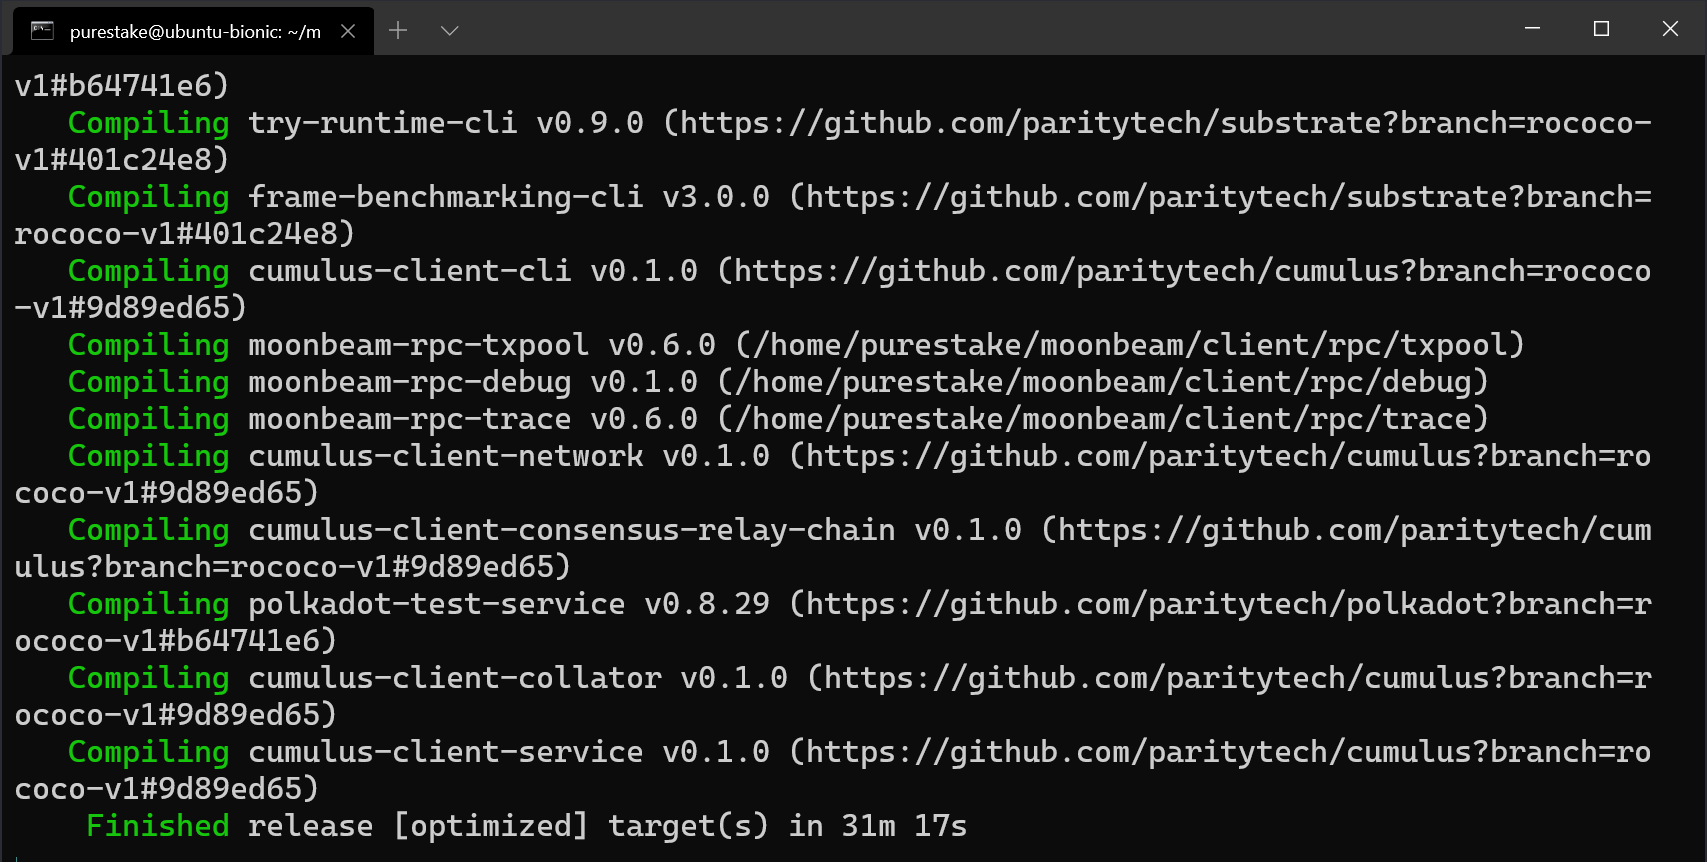 purestake@ubuntu-bionic: ~/m
v1#b64741e6)
Compiling try-runtime-cli v0.9.0 (https://github.com/paritytech/substrate?branch=rococo-
v1#401c24e8)
Compiling frame-benchmarking-cli v3.0.0 (https://github.com/paritytech/substrate?branch=
rococo-v1#401c24e8)
Compiling cumulus-client-cli v0.1.0 (https://github.com/paritytech/cumulus?branch=rococo
-v1#9d89ed65)
Compiling moonbeam-rpc-txpool v0.6.0 (/home/purestake/moonbeam/client/rpc/txpool)
Compiling moonbeam-rpc-debug v0.1.0 (/home/purestake/moonbeam/client/rpc/debug)
Compiling moonbeam-rpc-trace v0.6.0 (/home/purestake/moonbeam/client/rpc/trace)
Compiling cumulus-client-network v0.1.0 (https://github.com/paritytech/cumulus?branch=ro
coco-v1#9d89ed65)
Compiling cumulus-client-consensus-relay-chain v0.1.0 (https://github.com/paritytech/cum
ulus?branch=rococo-v1#9d89ed65)
Compiling polkadot-test-service v0.8.29 (https://github.com/paritytech/polkadot?branch=r
ococo-v1#b64741e6)
Compiling cumulus-client-collator v0.1.0 (https://github.com/paritytech/cumulus?branch=r
ococo-v1#9d89ed65)
Compiling cumulus-client-service v0.1.0 (https://github.com/paritytech/cumulus?branch=ro
coco-v1#9d89ed65)
Finished release [optimized] target(s) in 31m 17s